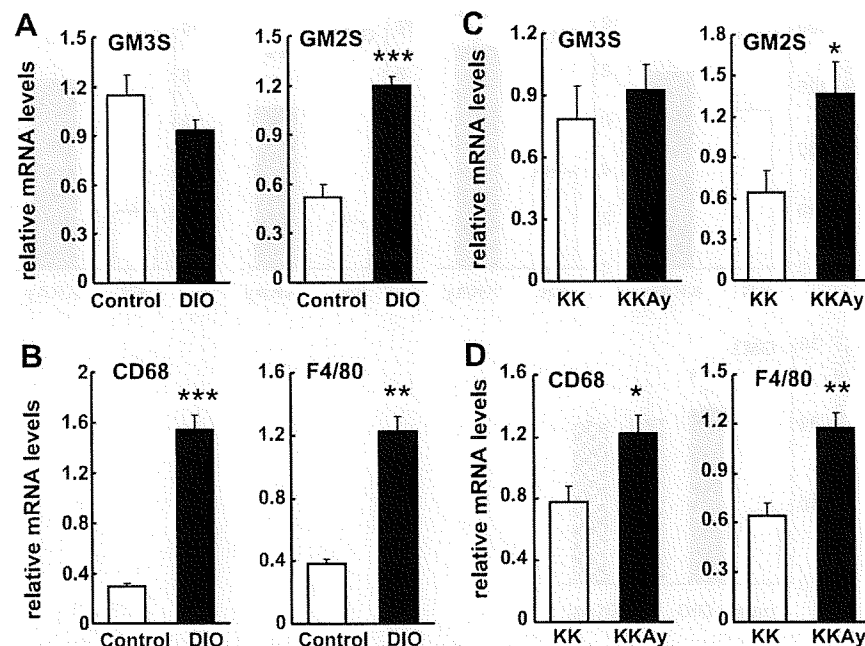 A
GM3S
relative mRNA levels
1.5
1.2
0.9
0.6
0.3
0
Control DIO
GM2S
***
1.5
1.2
0.9
0.6
0.3
0
Control DIO
C
GM3S
relative mRNA levels
1.2
0.9
0.6
0.3
0
KK KKAy
GM2S
*
1.8
1.5
1.2
0.9
0.6
0.3
0
KK KKAy
B
CD68
***
relative mRNA levels
2
1.6
1.2
0.8
0.4
0
Control DIO
F4/80
**
1.6
1.2
0.8
0.4
0
Control DIO
D
CD68
*
relative mRNA levels
1.6
1.2
0.8
0.4
0
KK KKAy
F4/80
**
1.5
1.2
0.9
0.6
0.3
0
KK KKAy